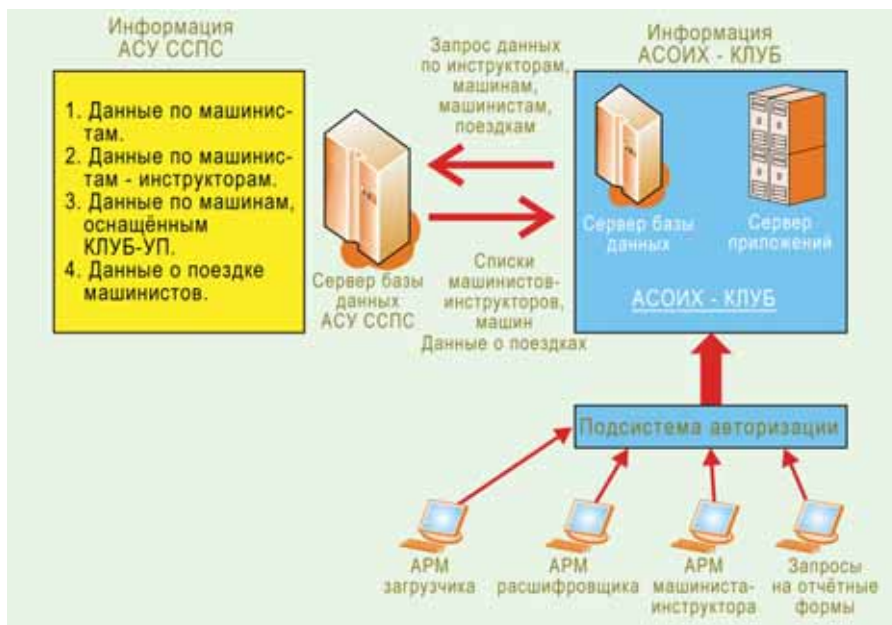 Информация
АСУ ССПС
1. Данные по машинис-
там.
2. Данные по машинис-
там - инструкторам.
3. Данные по машинам,
оснащённым
КЛУБ-УП.
4. Данные о поездке
машинистов.
Сервер базы
данных
АСУ ССПС
Запрос данных
по инструкторам,
машинам,
машинистам,
поездкам
Списки
машинистов-
инструкторов,
машин
Данные о поездках
Информация
АСОИХ - КЛУБ
Сервер базы
данных
Сервер
приложений
АСОИХ - КЛУБ
Подсистема авторизации
АРМ
загрузчика
АРМ
расшифровщика
АРМ
машиниста-
инструктора
Запросы
на отчётные
формы